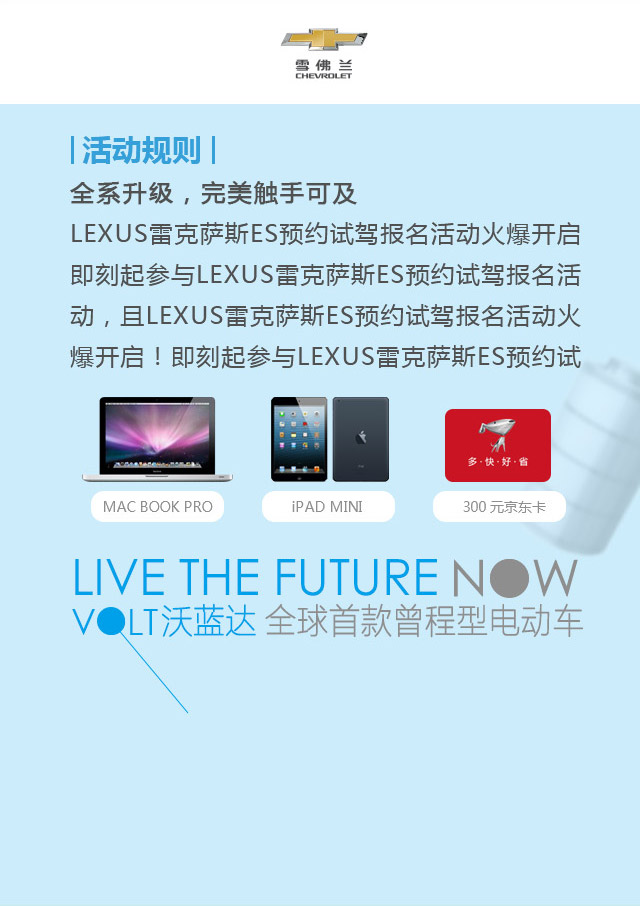 雪佛兰
CHEVROLET
活动规则
全系升级，完美触手可及
LEXUS雷克萨斯ES预约试驾报名活动火爆开启
即刻起参与LEXUS雷克萨斯ES预约试驾报名活
动，且LEXUS雷克萨斯ES预约试驾报名活动火
爆开启！即刻起参与LEXUS雷克萨斯ES预约试
多·快·好·省
MAC BOOK PRO
iPAD MINI
300 元京东卡
LIVE THE FUTURE NOW
VOLT沃蓝达 全球首款曾程型电动车